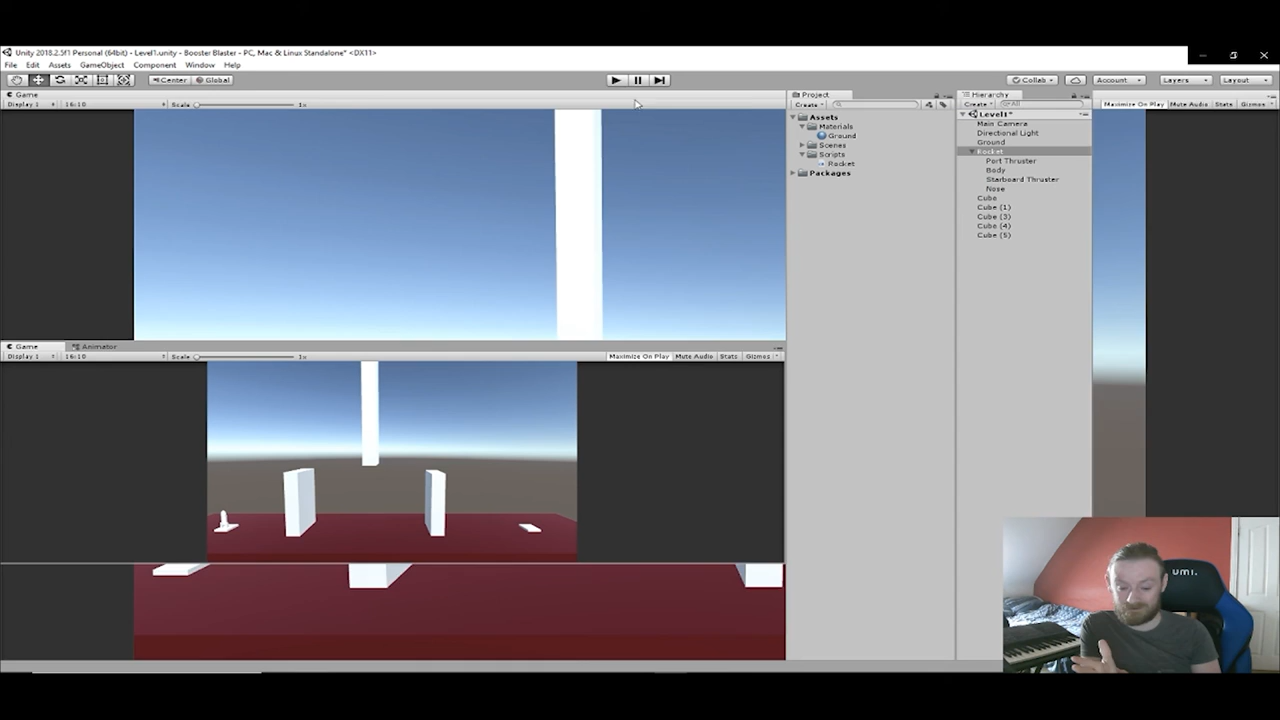 Unity 2018.2.5f1 Personal (64bit) - Level1.unity - Booster Blaster - PC, Mac & Linux Standalone* <DX11>
File Edit Assets GameObject Component Window Help
Center Global Collab Account Layers Layout
Game Project Hierarchy
Display 1 16:10 Scale 1x Create Create All Maximize On Play Mute Audio Stats Gizmos
Assets Level1*
Materials Main Camera
Ground Directional Light
Scenes Ground
Scripts Rocket
Rocket Port Thruster
Packages Body
Starboard Thruster
Nose
Cube
Cube (1)
Cube (3)
Cube (4)
Cube (5)
Game Animator
Display 1 16:10 Scale 1x Maximize On Play Mute Audio Stats Gizmos
umi.